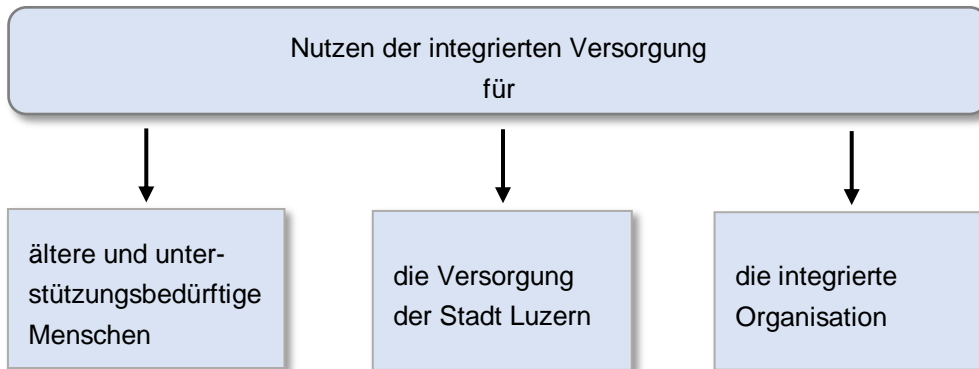 Nutzen der integrierten Versorgung
für
ältere und unter-
stützungsbedürftige
Menschen
die Versorgung
der Stadt Luzern
die integrierte
Organisation